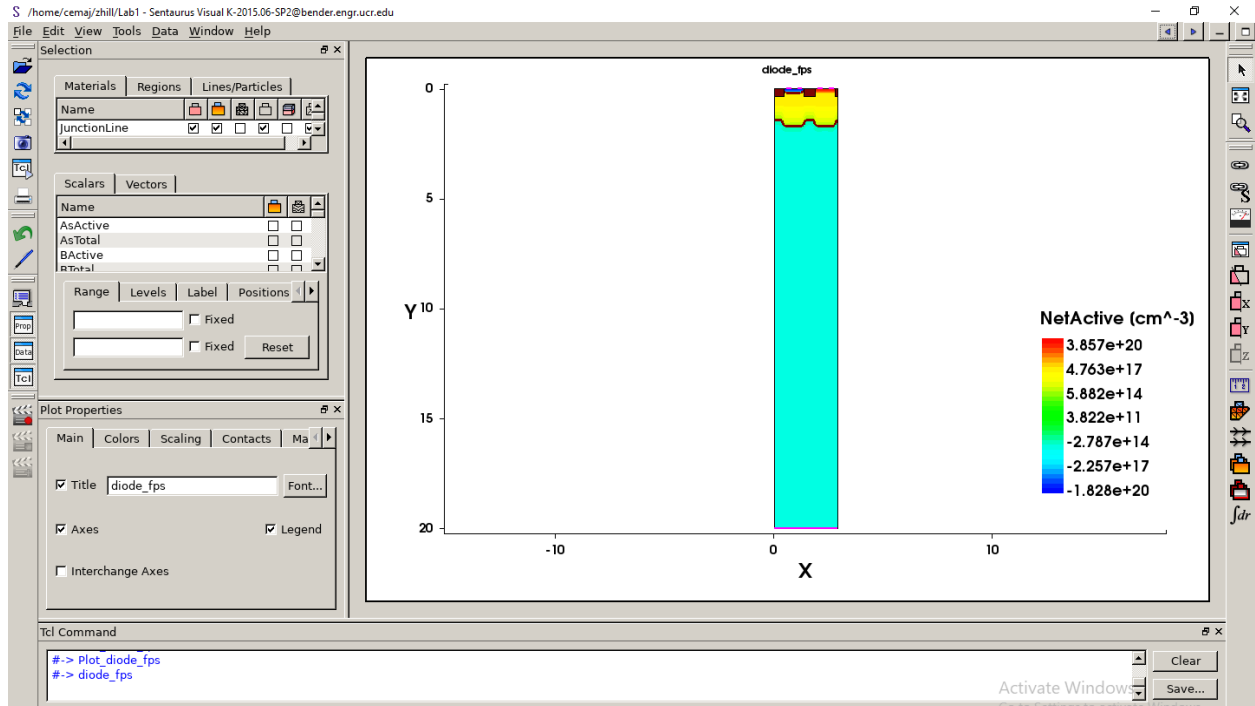 S /home/cemaj/zhill/Lab1 - Sentaurus Visual K-2015.06-SP2@bender.engr.ucr.edu
File Edit View Tools Data Window Help
Selection
Materials Regions Lines/Particles
Name
JunctionLine
Scalars Vectors
Name
AsActive
AsTotal
BActive
BTotal
Range Levels Label Positions
Fixed
Fixed Reset
Plot Properties
Main Colors Scaling Contacts Ma
Title diode_fps Font...
Axes Legend
Interchange Axes
Tcl
Prop
Data
Tcl
diode_fps
0
5
10
15
20
Y
-10 0 10
X
NetActive (cm^-3)
3.857e+20
4.763e+17
5.882e+14
3.822e+11
-2.787e+14
-2.257e+17
-1.828e+20
S
X
Y
Z
∫dr
Tcl Command
#-> Plot_diode_fps
#-> diode_fps
Clear
Save...
Activate Windows